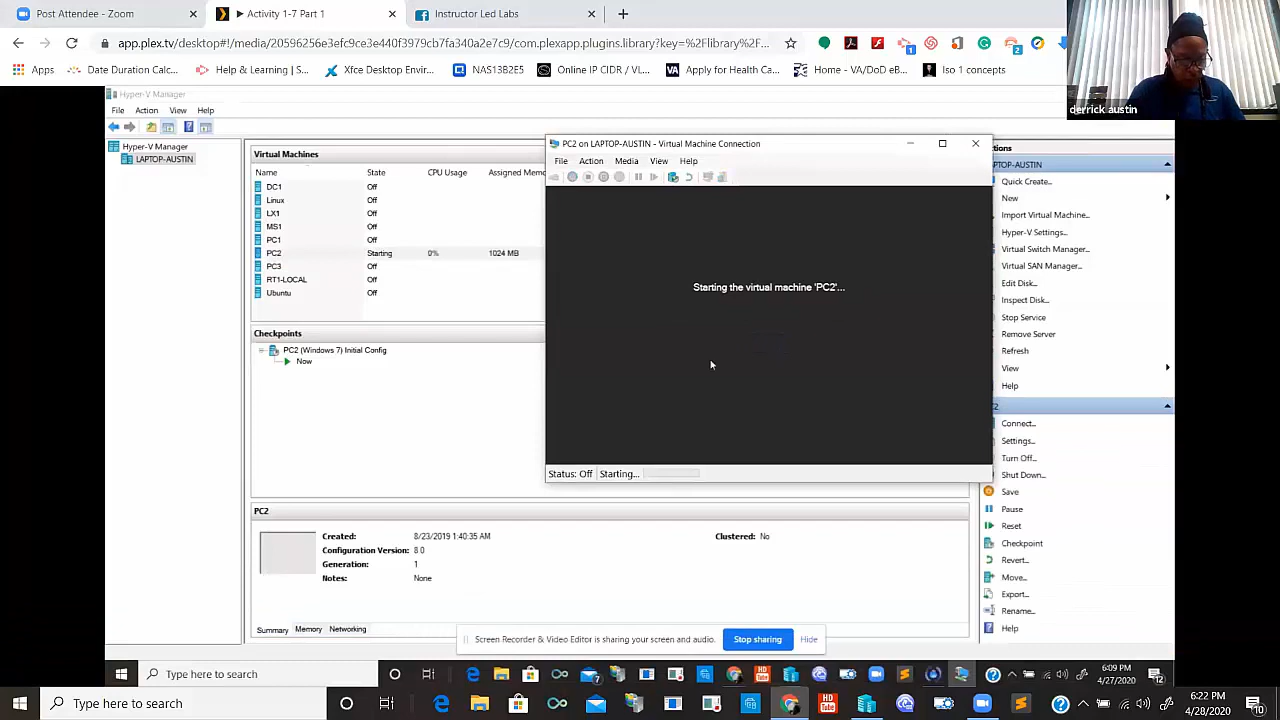 Post Attendee - Zoom
Activity 1-7 Part 1
Instructor Led Labs
app.plex.tv/desktop#!/media/20596256e3ef9ce3e440f3979cb7fa340a2e7c9e/com.plexapp.plugins.library?key=%2Flibrary%...
Apps
Date Duration Calc...
Help & Learning | S...
Xfce Desktop Envir...
NAS13B2E5
Online IP CIDR / VL...
Apply for Health Ca...
Home - VA/DoD eB...
Iso 1 concepts
derrick austin
Hyper-V Manager
File Action View Help
Hyper-V Manager
LAPTOP-AUSTIN
Virtual Machines
Name State CPU Usage Assigned Memo
DC1 Off
Linux Off
LX1 Off
MS1 Off
PC1 Off
PC2 Starting 0% 1024 MB
PC3 Off
RT1-LOCAL Off
Ubuntu Off
Checkpoints
PC2 (Windows 7) Initial Config
Now
PC2
Created: 8/23/2019 1:40:35 AM Clustered: No
Configuration Version: 8.0
Generation: 1
Notes: None
Summary Memory Networking
PC2 on LAPTOP-AUSTIN - Virtual Machine Connection
File Action Media View Help
Starting the virtual machine 'PC2'...
Status: Off Starting...
ctions
PTOP-AUSTIN
Quick Create...
New
Import Virtual Machine...
Hyper-V Settings...
Virtual Switch Manager...
Virtual SAN Manager...
Edit Disk...
Inspect Disk...
Stop Service
Remove Server
Refresh
View
Help
C2
Connect...
Settings...
Turn Off...
Shut Down...
Save
Pause
Reset
Checkpoint
Revert...
Move...
Export...
Rename...
Help
Screen Recorder & Video Editor is sharing your screen and audio.
Stop sharing
Hide
Type here to search
6:09 PM
4/27/2020
Type here to search
6:22 PM
4/28/2020